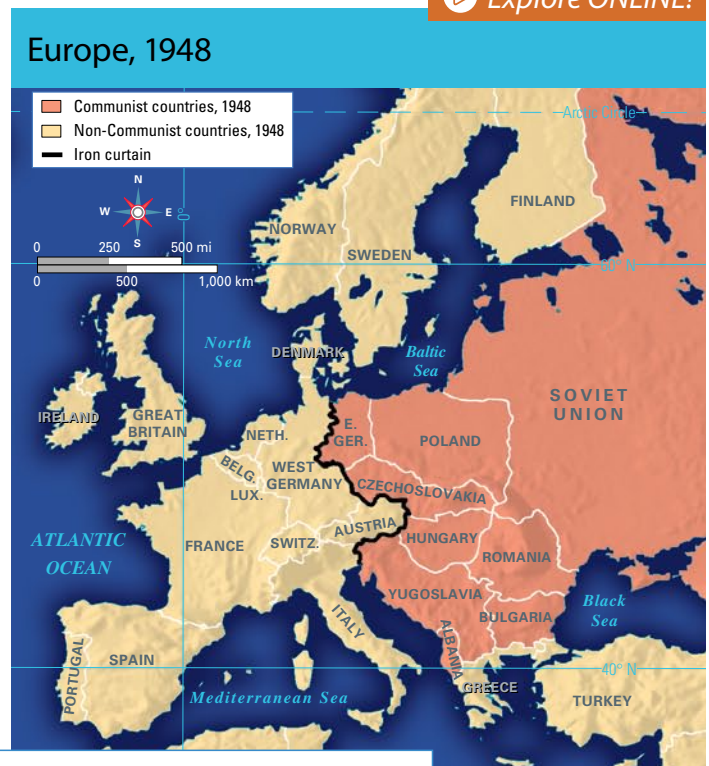 Explore ONLINE!
Europe, 1948
Communist countries, 1948
Non-Communist countries, 1948
Iron curtain
Arctic Circle
N
W
E
S
0°
0 250 500 mi
0 500 1,000 km
FINLAND
NORWAY
SWEDEN
60° N
North
Sea
DENMARK
Baltic
Sea
SOVIET
UNION
IRELAND
GREAT
BRITAIN
NETH.
E.
GER.
POLAND
BELG.
WEST
GERMANY
LUX.
CZECHOSLOVAKIA
ATLANTIC
OCEAN
FRANCE
SWITZ.
AUSTRIA
HUNGARY
ROMANIA
YUGOSLAVIA
Black
Sea
ITALY
BULGARIA
ALBANIA
PORTUGAL
SPAIN
40° N
GREECE
Mediterranean Sea
TURKEY